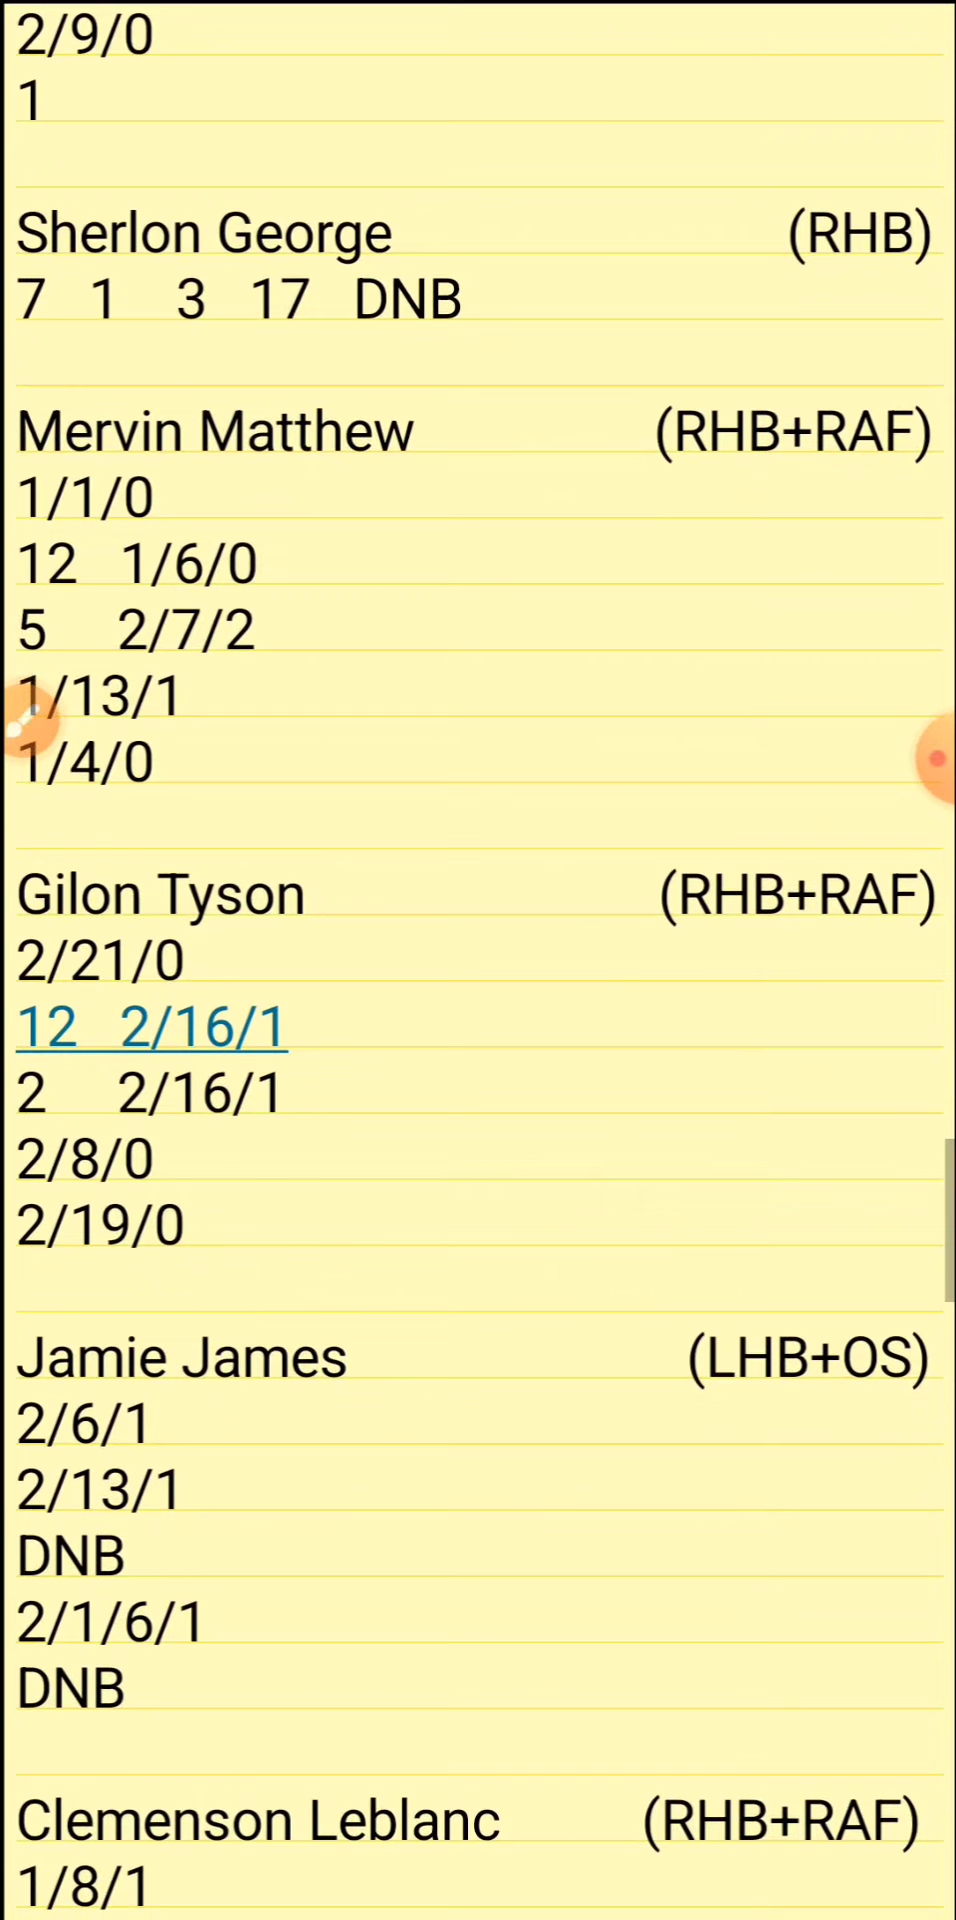 2/9/0
1
Sherlon George (RHB)
7 1 3 17 DNB
Mervin Matthew (RHB+RAF)
1/1/0
12 1/6/0
5 2/7/2
1/13/1
1/4/0
Gilon Tyson (RHB+RAF)
2/21/0
12 2/16/1
2 2/16/1
2/8/0
2/19/0
Jamie James (LHB+OS)
2/6/1
2/13/1
DNB
2/1/6/1
DNB
Clemenson Leblanc (RHB+RAF)
1/8/1